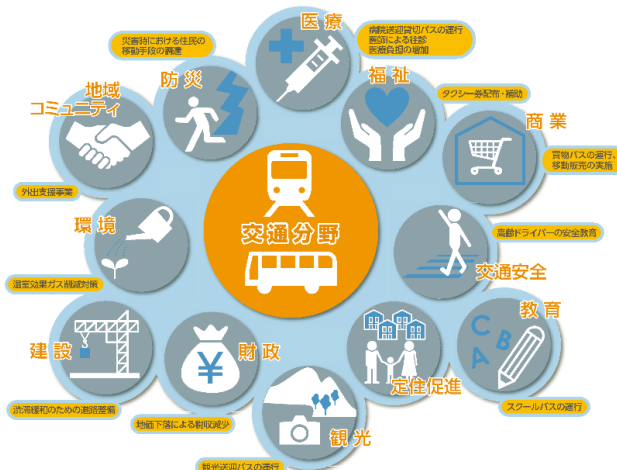 医療
病院送迎貸切バスの運行
医師による往診
医療負担の増加
災害時における住民の
移動手段の調達
防災
福祉
タクシー券配布・補助
地域
コミュニティ
商業
買物バスの運行、
移動販売の実施
外出支援事業
環境
交通分野
高齢ドライバーの安全教育
交通安全
温室効果ガス削減対策
教育
CBA
建設
財政
¥
定住促進
渋滞緩和のための道路整備
地価下落による税収減少
スクールバスの運行
観光
観光送迎バスの運行